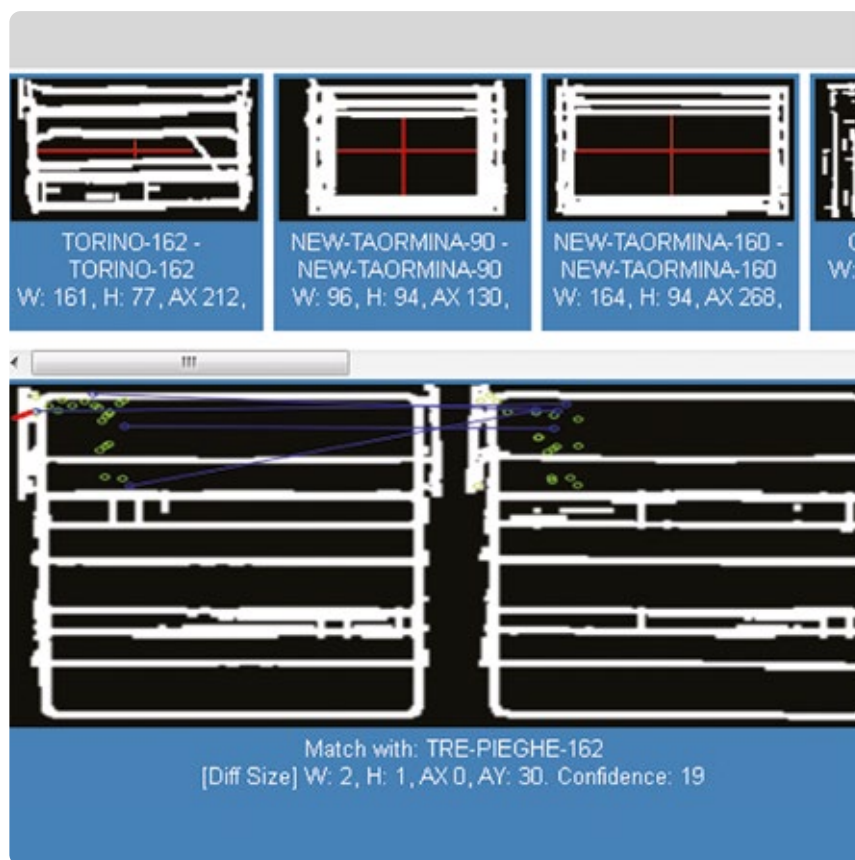 TORINO-162 -
TORINO-162
W: 161, H: 77, AX 212,
NEW-TAORMINA-90 -
NEW-TAORMINA-90
W: 96, H: 94, AX 130,
NEW-TAORMINA-160 -
NEW-TAORMINA-160
W: 164, H: 94, AX 268,
W:
Match with: TRE-PIEGHE-162
[Diff Size] W: 2, H: 1, AX 0, AY: 30. Confidence: 19